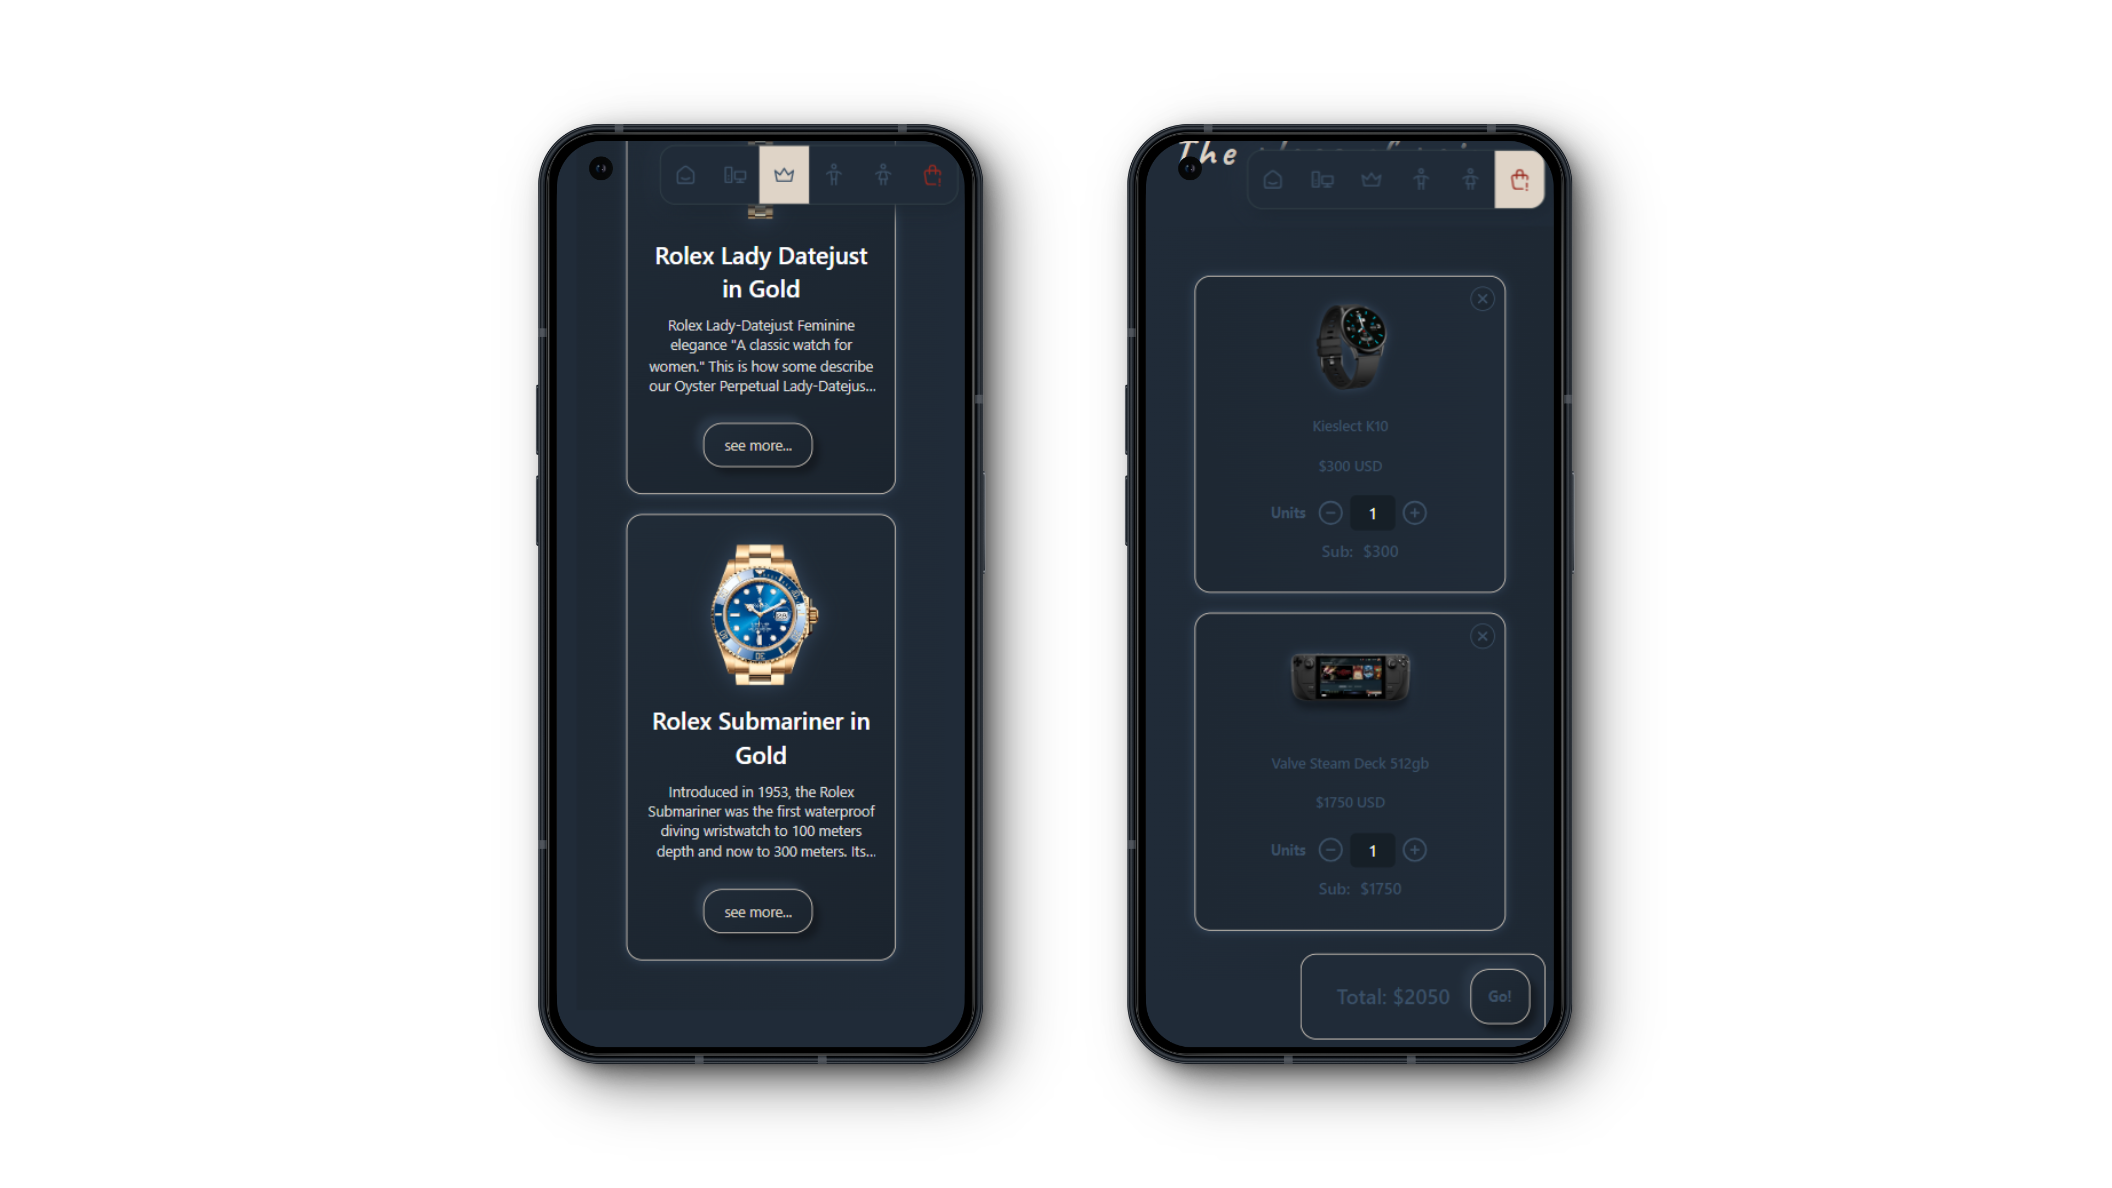 Rolex Lady Datejust
in Gold
Rolex Lady-Datejust Feminine
elegance "A classic watch for
women." This is how some describe
our Oyster Perpetual Lady-Datejus...
see more...
Rolex Submariner in
Gold
Introduced in 1953, the Rolex
Submariner was the first waterproof
diving wristwatch to 100 meters
depth and now to 300 meters. Its...
see more...
The
Kieslect K10
$300 USD
Units 1
Sub: $300
Valve Steam Deck 512gb
$1750 USD
Units 1
Sub: $1750
Total: $2050
Go!